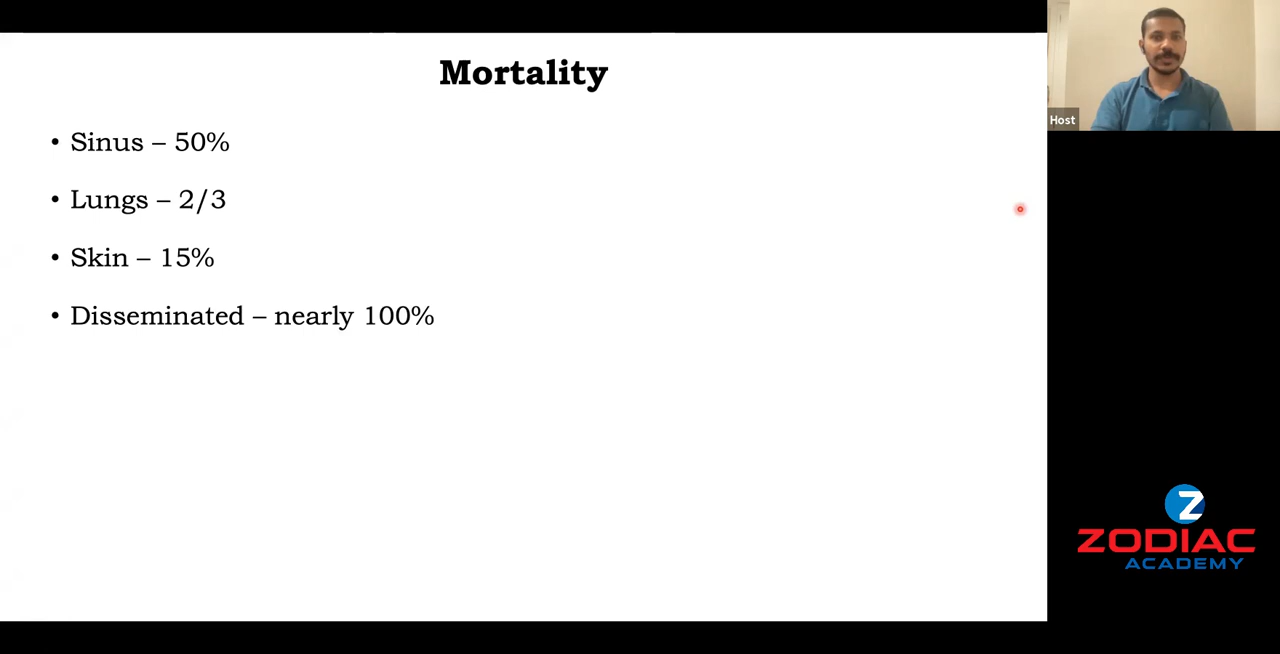 Mortality
• Sinus – 50%
• Lungs – 2/3
• Skin – 15%
• Disseminated – nearly 100%
Host
Z
ZODIAC
ACADEMY